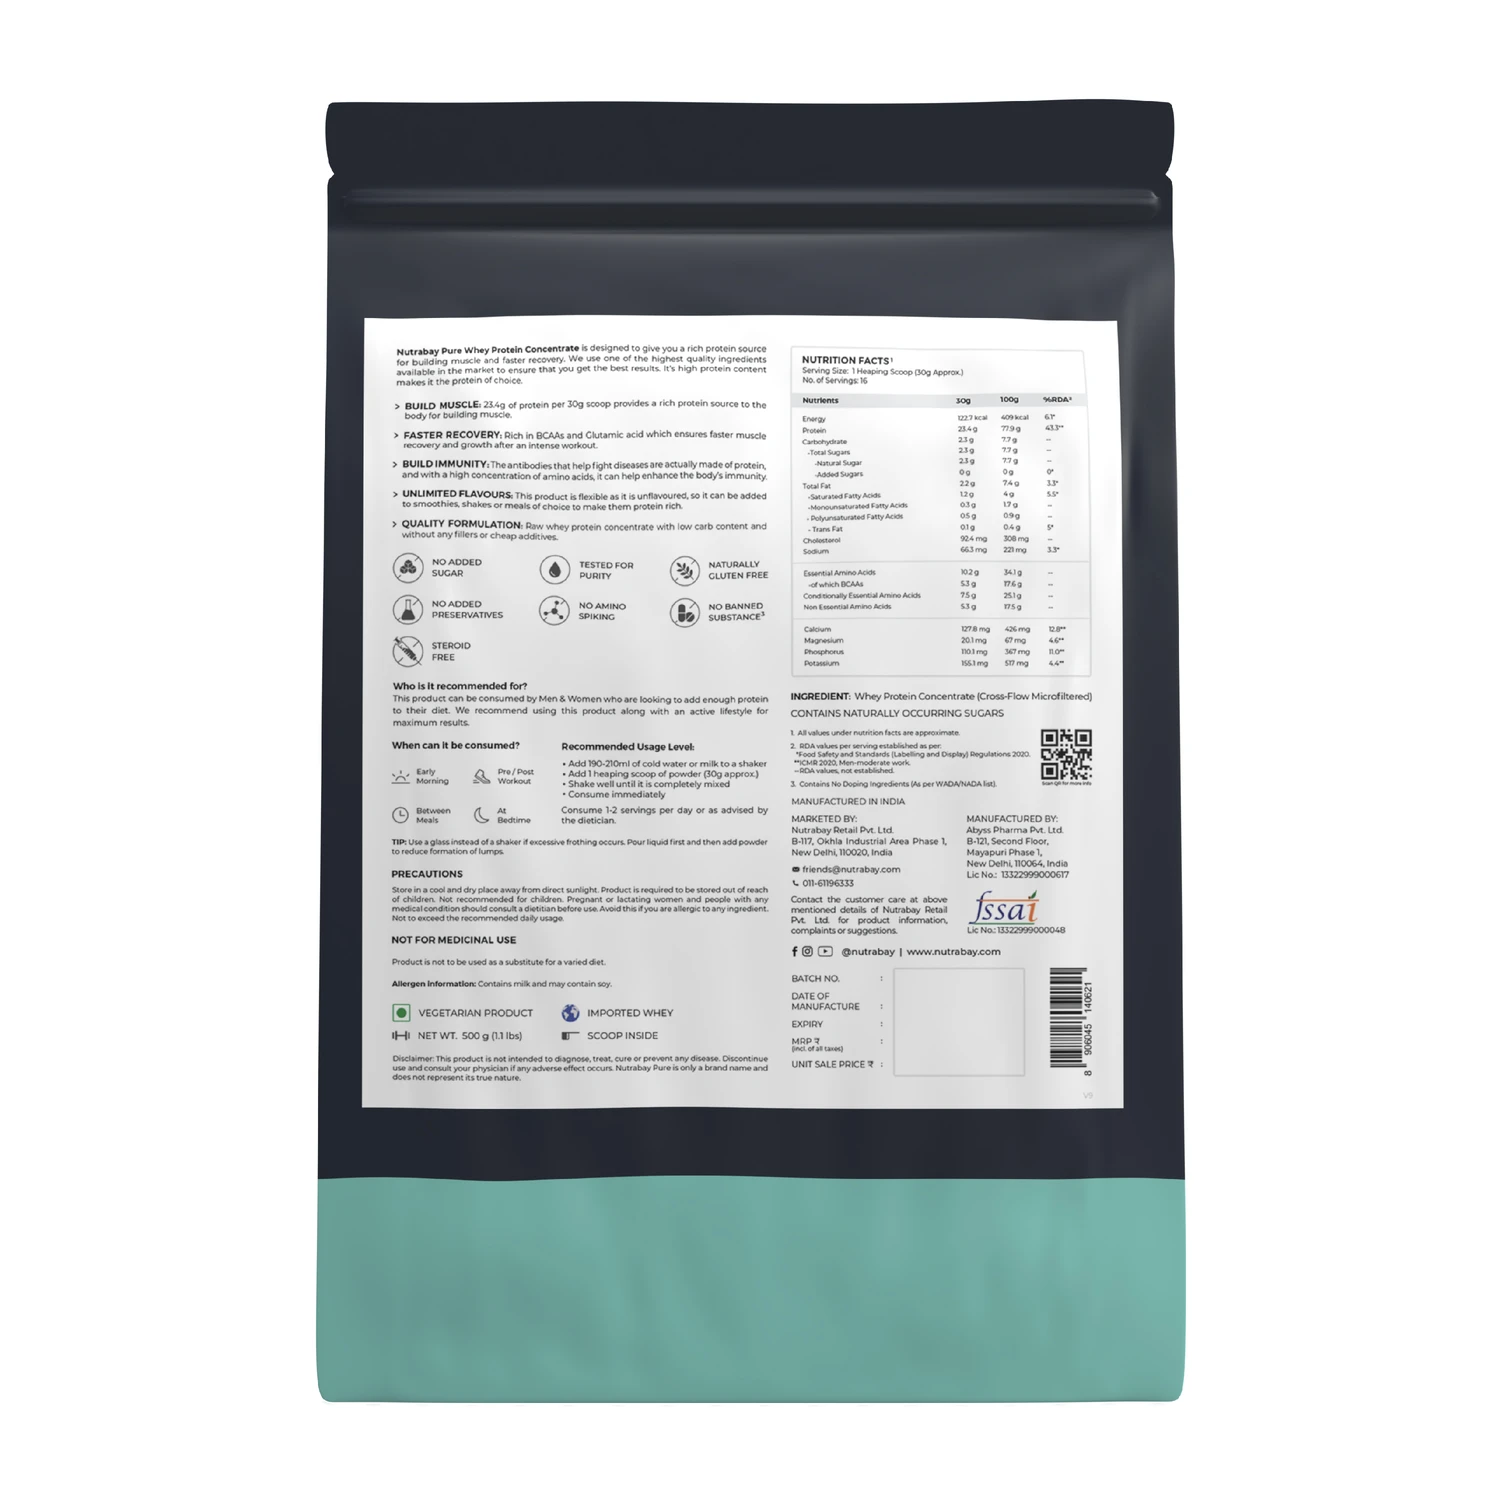 Nutrabay Pure Whey Protein Concentrate is designed to give you a rich protein source
for building muscle and faster recovery. We use one of the highest quality ingredients
available in the market to ensure that you get the best results. It's high protein content
makes it the protein of choice.
> BUILD MUSCLE: 23.4g of protein per 30g scoop provides a rich protein source to the
body for building muscle.
> FASTER RECOVERY: Rich in BCAAs and Glutamic acid which ensures faster muscle
recovery and growth after an intense workout.
> BUILD IMMUNITY: The antibodies that help fight diseases are actually made of protein,
and with a high concentration of amino acids, it can help enhance the body's immunity.
> UNLIMITED FLAVOURS: This product is flexible as it is unflavoured, so it can be added
to smoothies, shakes or meals of choice to make them protein rich.
> QUALITY FORMULATION: Raw whey protein concentrate with low carb content and
without any fillers or cheap additives.
NO ADDED
SUGAR
TESTED FOR
PURITY
NATURALLY
GLUTEN FREE
NO ADDED
PRESERVATIVES
NO AMINO
SPIKING
NO BANNED
SUBSTANCE³
STEROID
FREE
Who is it recommended for?
This product can be consumed by Men & Women who are looking to add enough protein
to their diet. We recommend using this product along with an active lifestyle for
maximum results.
When can it be consumed?
Early
Morning
Pre / Post
Workout
Between
Meals
At
Bedtime
Recommended Usage Level:
• Add 190-210ml of cold water or milk to a shaker
• Add 1 heaping scoop of powder (30g approx.)
• Shake well until it is completely mixed
• Consume immediately
Consume 1-2 servings per day or as advised by
the dietician.
TIP: Use a glass instead of a shaker if excessive frothing occurs. Pour liquid first and then add powder
to reduce formation of lumps.
PRECAUTIONS
Store in a cool and dry place away from direct sunlight. Product is required to be stored out of reach
of children. Not recommended for children. Pregnant or lactating women and people with any
medical condition should consult a dietitian before use. Avoid this if you are allergic to any ingredient.
Not to exceed the recommended daily usage.
NOT FOR MEDICINAL USE
Product is not to be used as a substitute for a varied diet.
Allergen Information: Contains milk and may contain soy.
VEGETARIAN PRODUCT
IMPORTED WHEY
NET WT. 500 g (1.1 lbs)
SCOOP INSIDE
Disclaimer: This product is not intended to diagnose, treat, cure or prevent any disease. Discontinue
use and consult your physician if any adverse effect occurs. Nutrabay Pure is only a brand name and
does not represent its true nature.
NUTRITION FACTS¹
Serving Size: 1 Heaping Scoop (30g Approx.)
No. of Servings: 16
Nutrients 30g 100g %RDA²
Energy 122.7 kcal 409 kcal 6.1*
Protein 23.4 g 77.9 g 43.3**
Carbohydrate 2.3 g 7.7 g --
-Total Sugars 2.3 g 7.7 g --
-Natural Sugar 2.3 g 7.7 g --
-Added Sugars 0 g 0 g 0*
Total Fat 2.2 g 7.4 g 3.3*
-Saturated Fatty Acids 1.2 g 4 g 5.5*
-Monounsaturated Fatty Acids 0.3 g 1.7 g --
- Polyunsaturated Fatty Acids 0.5 g 0.9 g --
- Trans Fat 0.1 g 0.4 g 5*
Cholesterol 92.4 mg 308 mg --
Sodium 66.3 mg 221 mg 3.3*
Essential Amino Acids 10.2 g 34.1 g --
-of which BCAAs 5.3 g 17.6 g --
Conditionally Essential Amino Acids 7.5 g 25.1 g --
Non Essential Amino Acids 5.3 g 17.5 g --
Calcium 127.8 mg 426 mg 12.8**
Magnesium 20.1 mg 67 mg 4.6**
Phosphorus 110.1 mg 367 mg 11.0**
Potassium 155.1 mg 517 mg 4.4**
INGREDIENT: Whey Protein Concentrate (Cross-Flow Microfiltered)
CONTAINS NATURALLY OCCURRING SUGARS
1. All values under nutrition facts are approximate.
2. RDA values per serving established as per:
*Food Safety and Standards (Labelling and Display) Regulations 2020.
**ICMR 2020, Men-moderate work.
--RDA values, not established.
3. Contains No Doping Ingredients (As per WADA/NADA list).
Scan QR for more info
MANUFACTURED IN INDIA
MARKETED BY:
Nutrabay Retail Pvt. Ltd.
B-117, Okhla Industrial Area Phase 1,
New Delhi, 110020, India
friends@nutrabay.com
011-61196333
Contact the customer care at above
mentioned details of Nutrabay Retail
Pvt. Ltd. for product information,
complaints or suggestions.
MANUFACTURED BY:
Abyss Pharma Pvt. Ltd.
B-121, Second Floor,
Mayapuri Phase 1,
New Delhi, 110064, India
Lic No.: 13322999000617
fssai
Lic No.: 13322999000048
@nutrabay | www.nutrabay.com
BATCH NO. :
DATE OF
MANUFACTURE :
EXPIRY :
MRP ₹ :
(incl. of all taxes)
UNIT SALE PRICE ₹ :
8 906045 140621
V9